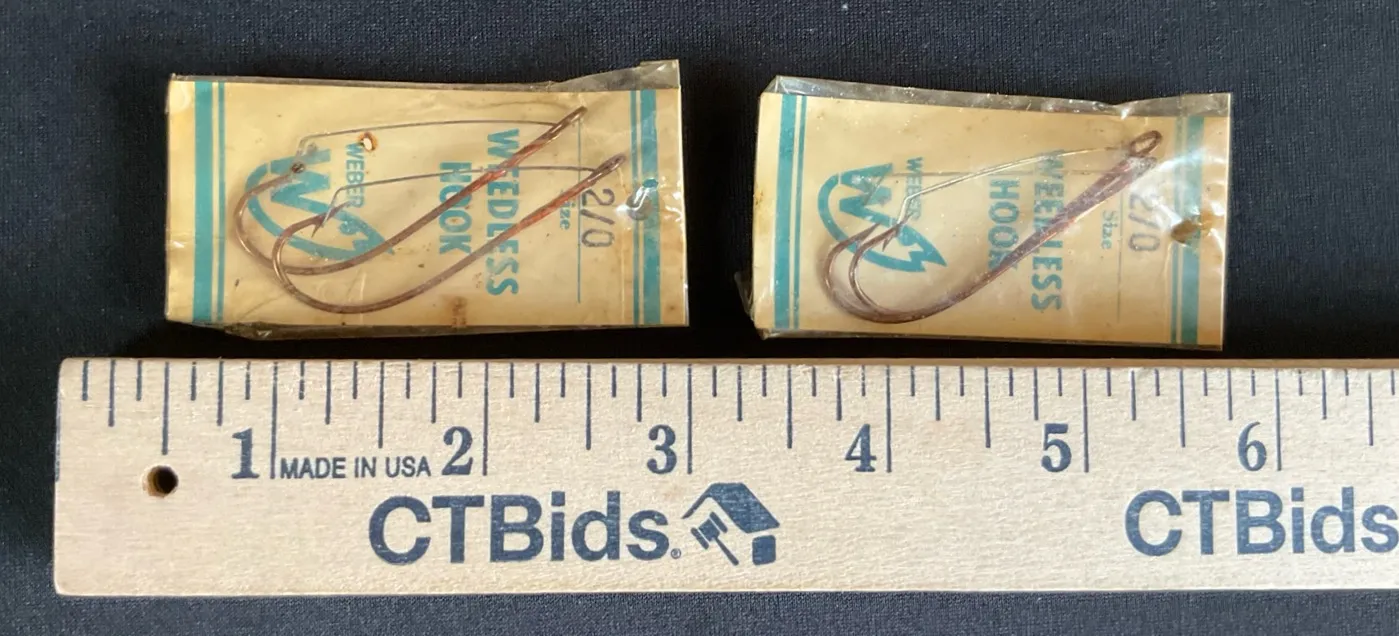 WEBER
WEEDLESS
HOOK
Size
2/0
WEBER
WEEDLESS
HOOK
Size
2/0
1 2 3 4 5 6
MADE IN USA
CTBids®
CTBids